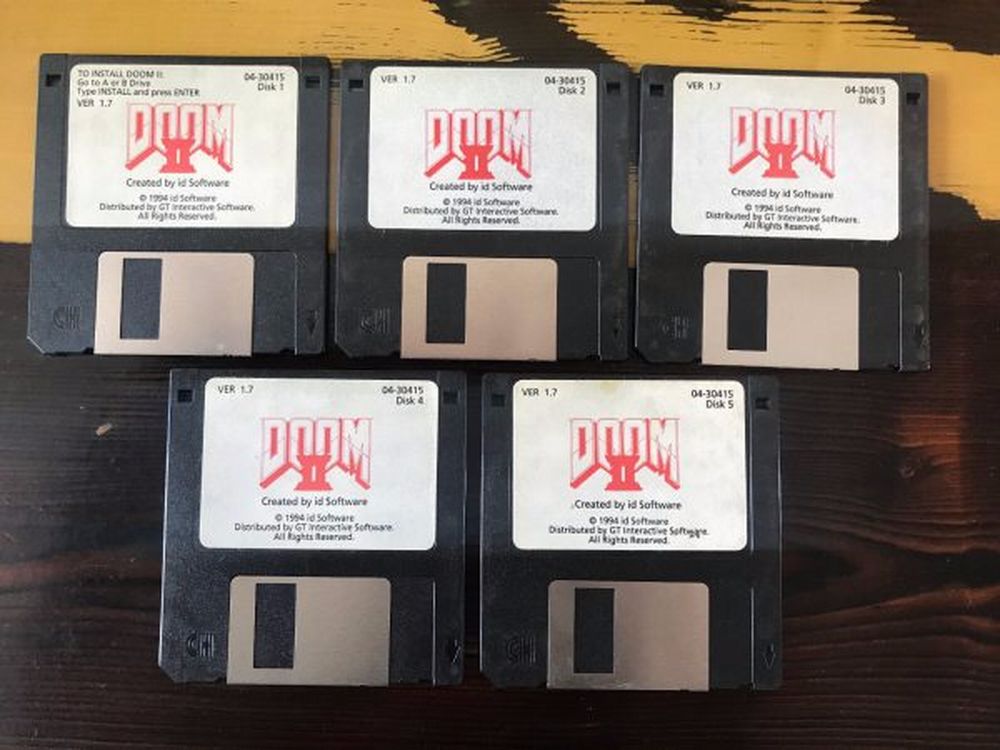 TO INSTALL DOOM II:
Go to A or B Drive
Type INSTALL and press ENTER
VER 1.7
04-30415
Disk 1
DOOM
II
Created by id Software
© 1994 id Software
Distributed by GT Interactive Software.
All Rights Reserved.
VER 1.7
04-30415
Disk 2
DOOM
II
Created by id Software
© 1994 id Software
Distributed by GT Interactive Software.
All Rights Reserved.
VER 1.7
04-30415
Disk 3
DOOM
II
Created by id Software
© 1994 id Software
Distributed by GT Interactive Software.
All Rights Reserved.
VER 1.7
04-30415
Disk 4
DOOM
II
Created by id Software
© 1994 id Software
Distributed by GT Interactive Software.
All Rights Reserved.
VER 1.7
04-30415
Disk 5
DOOM
II
Created by id Software
© 1994 id Software
Distributed by GT Interactive Software.
All Rights Reserved.